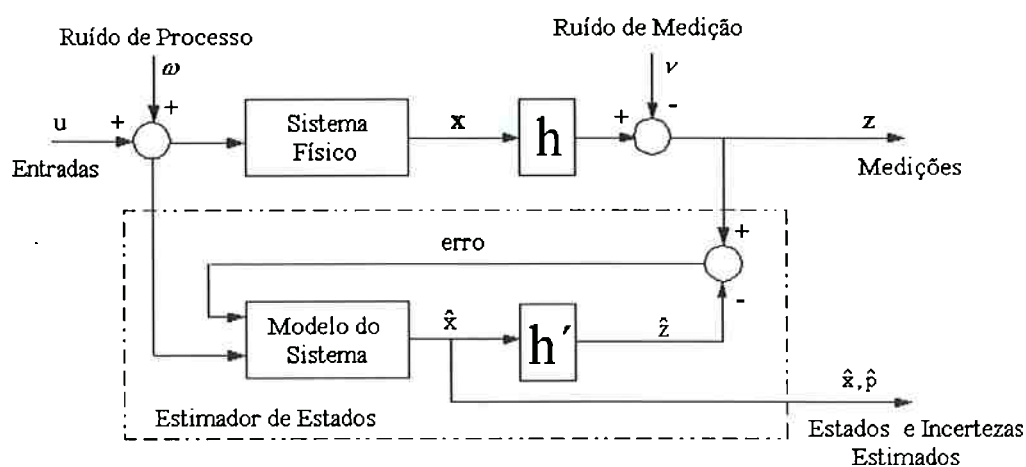 Ruído de Processo
Ruído de Medição
ω
ν
+
-
u
+
Sistema
Físico
x
h
+
z
Entradas
Medições
erro
+
-
Modelo do
Sistema
x̂
h´
ẑ
x̂,p̂
Estimador de Estados
Estados e Incertezas
Estimados